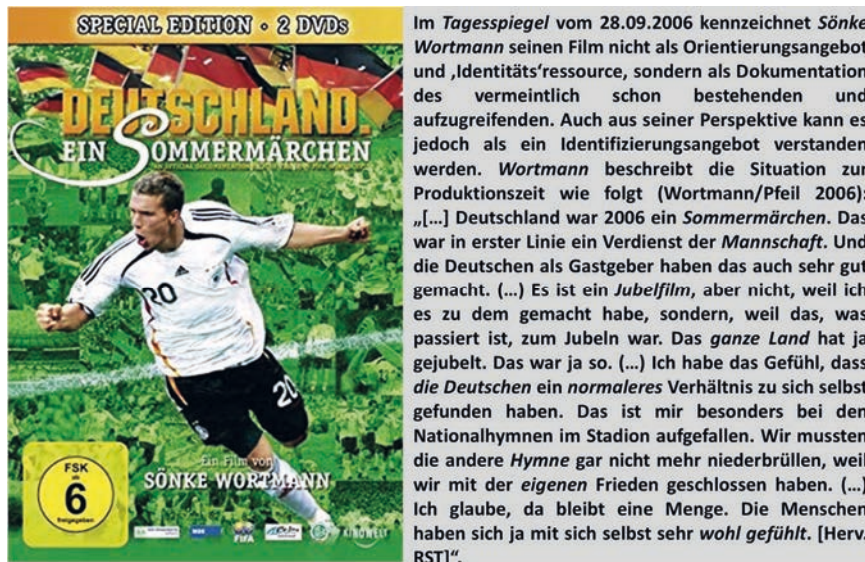 SPECIAL EDITION • 2 DVDs
DEUTSCHLAND.
EIN SOMMERMÄRCHEN
20
20
FSK
ab
6
freigegeben
Ein Film von
SÖNKE WORTMANN
WDR
FIFA
KINOWELT
Im Tagesspiegel vom 28.09.2006 kennzeichnet Sönke
Wortmann seinen Film nicht als Orientierungsangebot
und ‚Identitäts‘ressource, sondern als Dokumentation
des vermeintlich schon bestehenden und
aufzugreifenden. Auch aus seiner Perspektive kann es
jedoch als ein Identifizierungsangebot verstanden
werden. Wortmann beschreibt die Situation zur
Produktionszeit wie folgt (Wortmann/Pfeil 2006):
„[…] Deutschland war 2006 ein Sommermärchen. Das
war in erster Linie ein Verdienst der Mannschaft. Und
die Deutschen als Gastgeber haben das auch sehr gut
gemacht. (…) Es ist ein Jubelfilm, aber nicht, weil ich
es zu dem gemacht habe, sondern, weil das, was
passiert ist, zum Jubeln war. Das ganze Land hat ja
gejubelt. Das war ja so. (…) Ich habe das Gefühl, dass
die Deutschen ein normaleres Verhältnis zu sich selbst
gefunden haben. Das ist mir besonders bei den
Nationalhymnen im Stadion aufgefallen. Wir mussten
die andere Hymne gar nicht mehr niederbrüllen, weil
wir mit der eigenen Frieden geschlossen haben. (…)
Ich glaube, da bleibt eine Menge. Die Menschen
haben sich ja mit sich selbst sehr wohl gefühlt. [Herv.
RST]“.